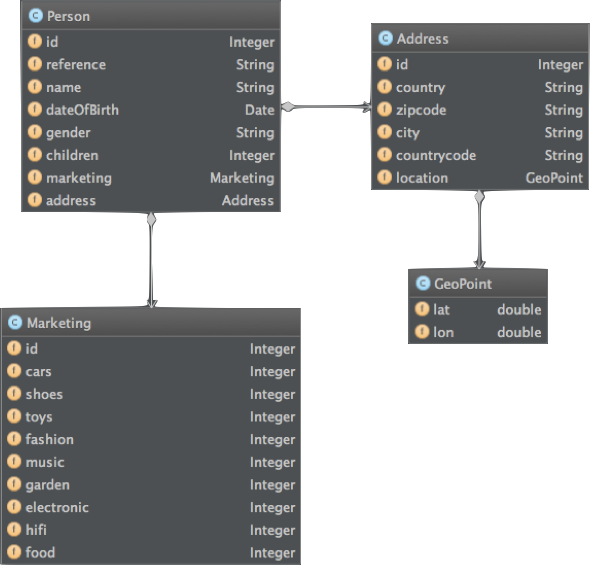 Person
id Integer
reference String
name String
dateOfBirth Date
gender String
children Integer
marketing Marketing
address Address
Address
id Integer
country String
zipcode String
city String
countrycode String
location GeoPoint
GeoPoint
lat double
lon double
Marketing
id Integer
cars Integer
shoes Integer
toys Integer
fashion Integer
music Integer
garden Integer
electronic Integer
hifi Integer
food Integer